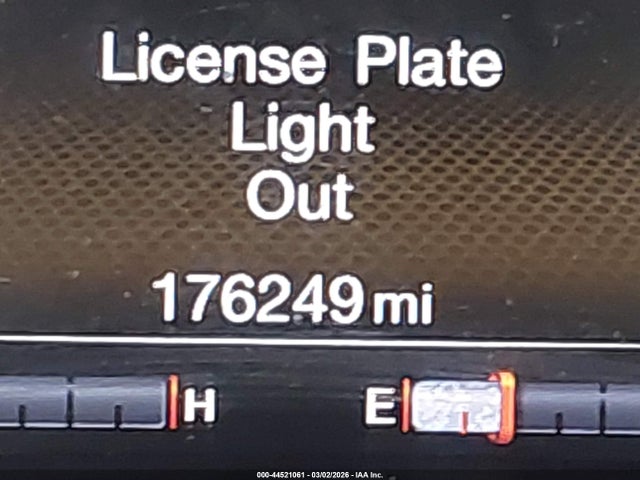 License Plate
Light
Out
176249 mi
H E
000-44521061 - 03/02/2026 - IAA Inc.